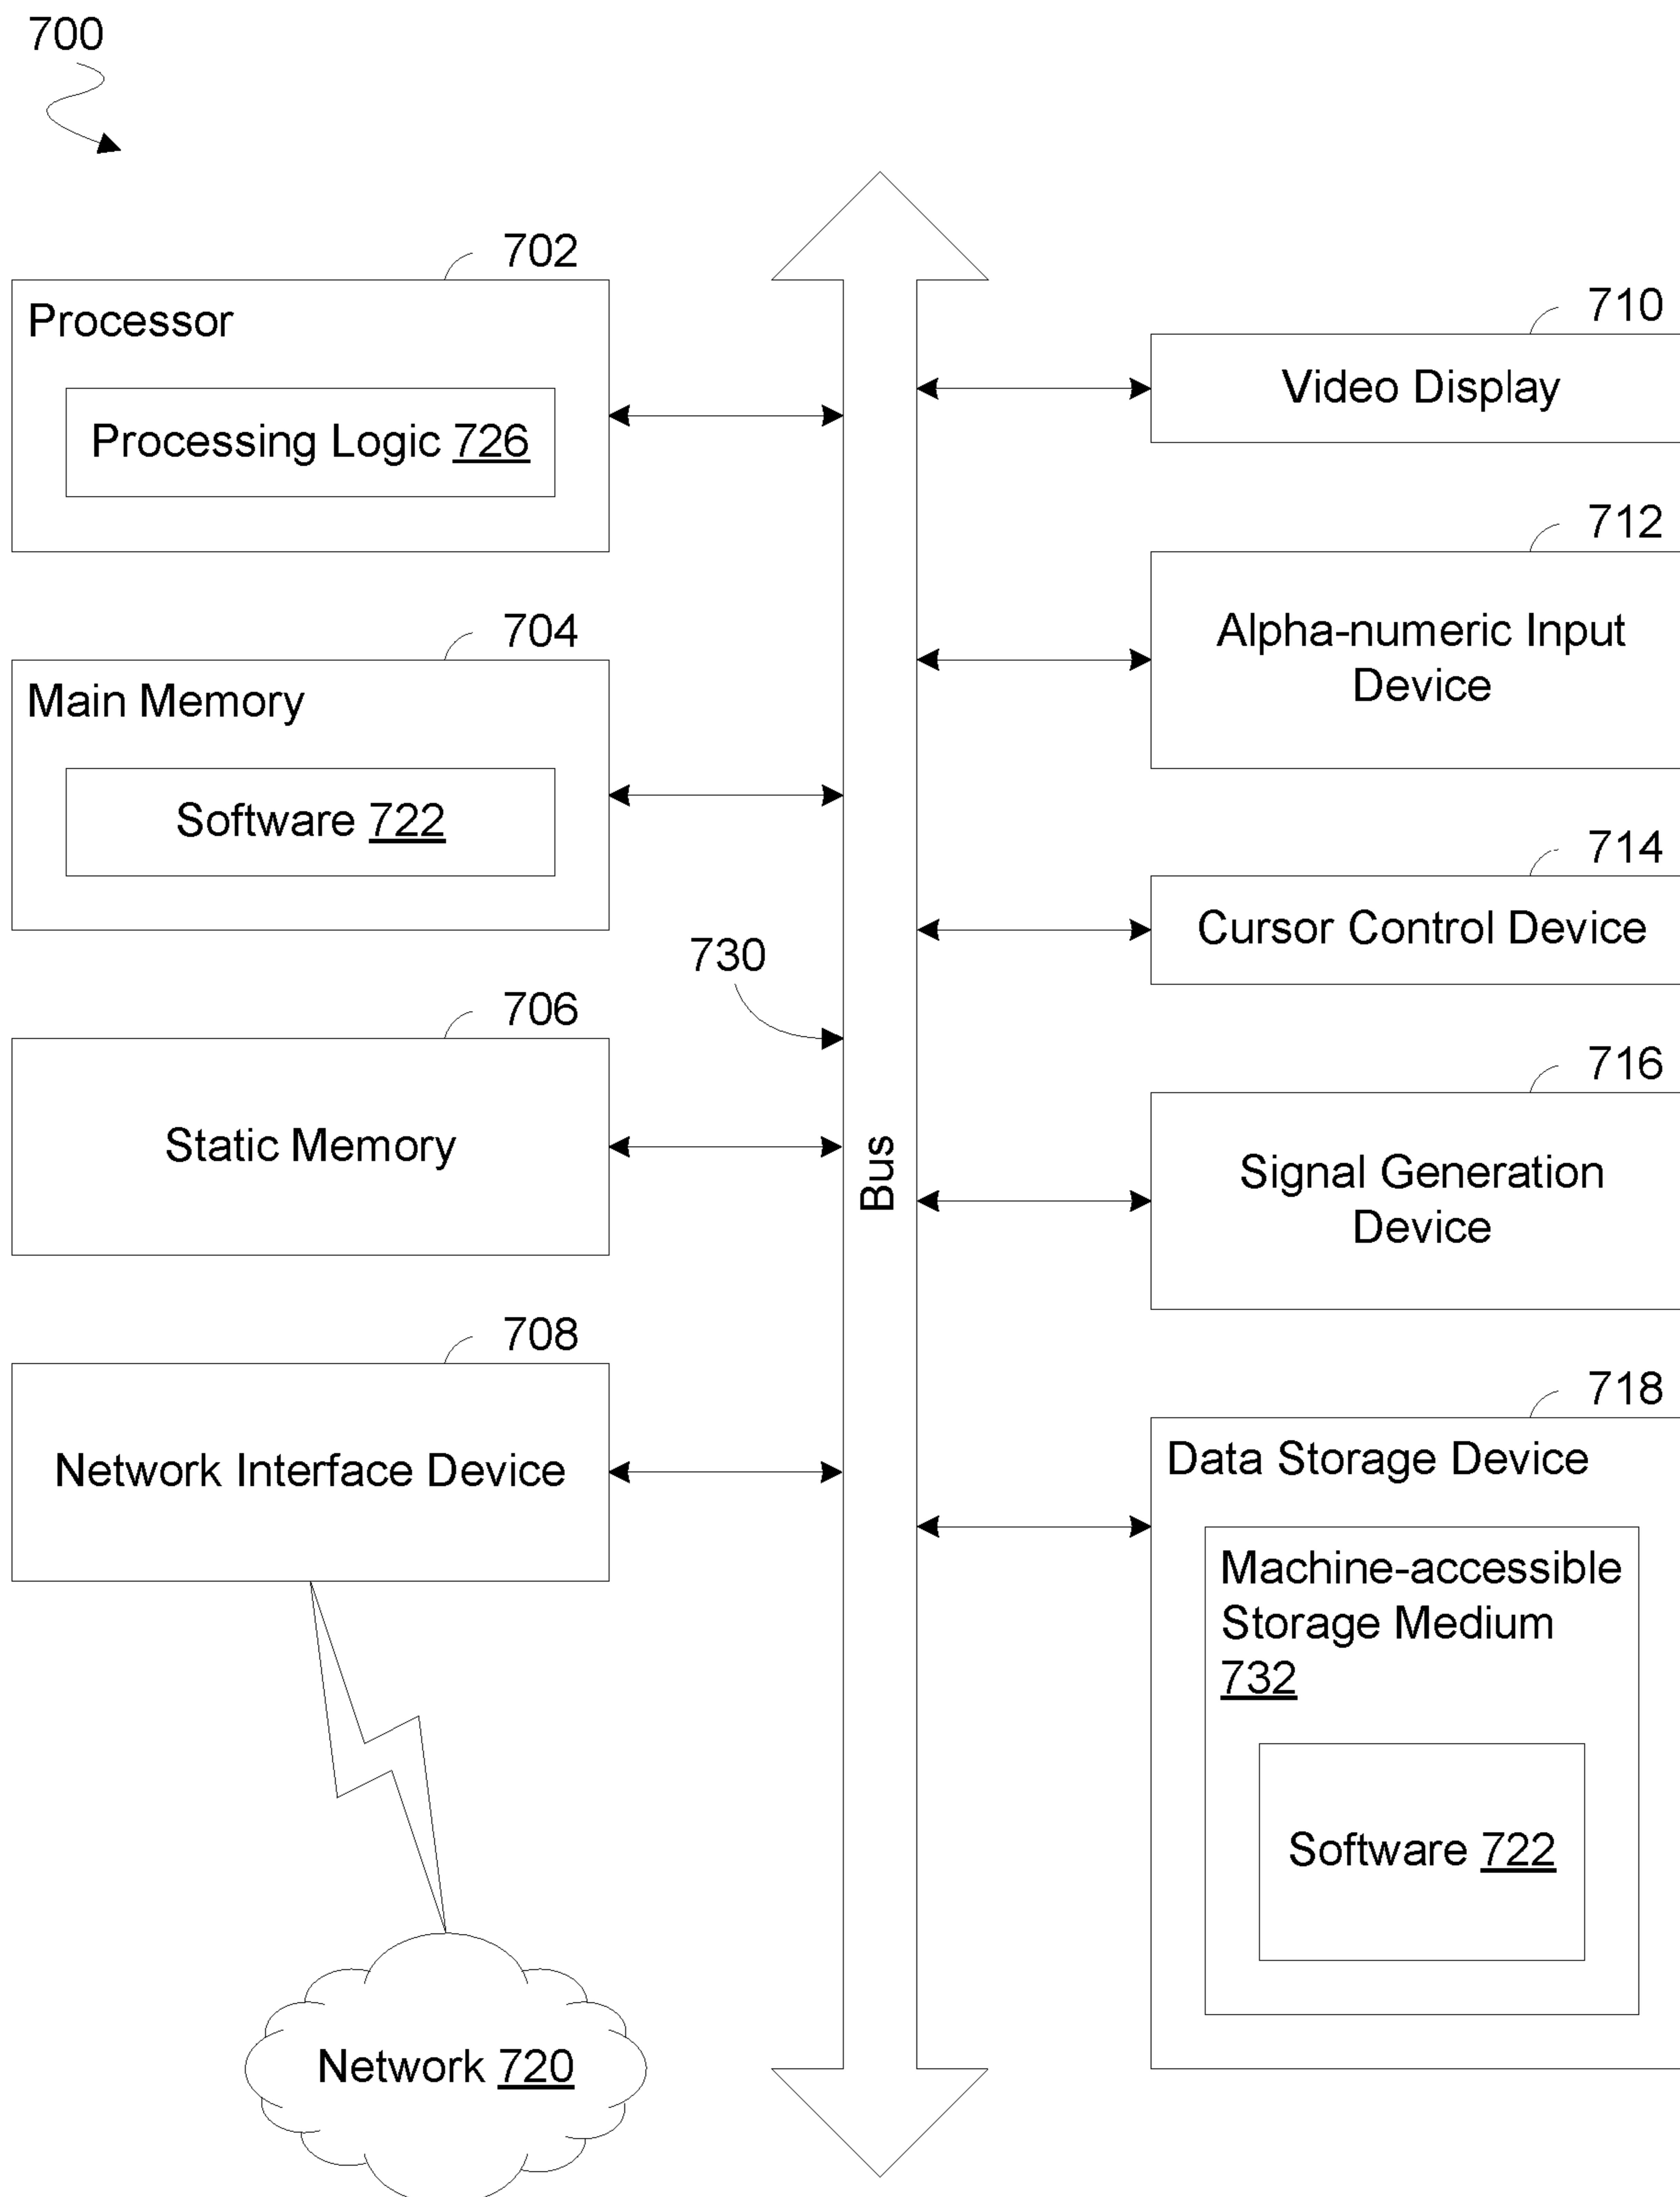 700
702
Processor
Processing Logic 726
704
Main Memory
Software 722
706
Static Memory
708
Network Interface Device
Network 720
730
Bus
710
Video Display
712
Alpha-numeric Input
Device
714
Cursor Control Device
716
Signal Generation
Device
718
Data Storage Device
Machine-accessible
Storage Medium
732
Software 722